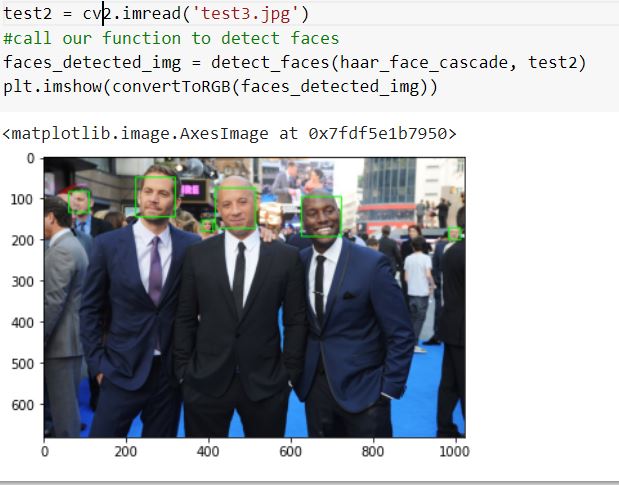 test2 = cv2.imread('test3.jpg')
#call our function to detect faces
faces_detected_img = detect_faces(haar_face_cascade, test2)
plt.imshow(convertToRGB(faces_detected_img))
<matplotlib.image.AxesImage at 0x7fdf5e1b7950>
0
100
200
300
400
500
600
RE
0 200 400 600 800 1000